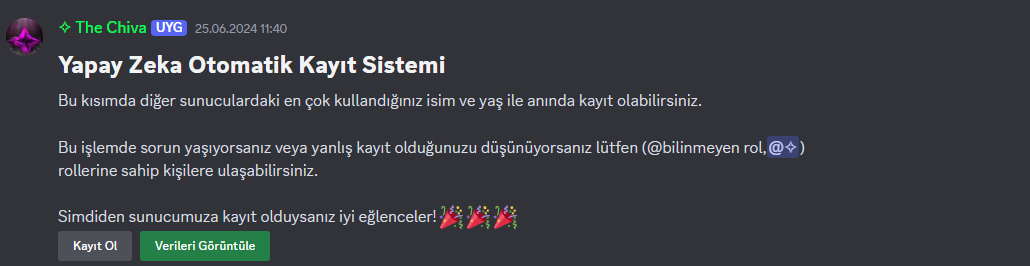 ✧ The Chiva UYG 25.06.2024 11:40
Yapay Zeka Otomatik Kayıt Sistemi
Bu kısımda diğer sunuculardaki en çok kullandığınız isim ve yaş ile anında kayıt olabilirsiniz.
Bu işlemde sorun yaşıyorsanız veya yanlış kayıt olduğunuzu düşünüyorsanız lütfen (@bilinmeyen rol,@✧)
rollerine sahip kişilere ulaşabilirsiniz.
Simdiden sunucumuza kayıt olduysanız iyi eğlenceler!🎉🎉🎉
Kayıt Ol Verileri Görüntüle